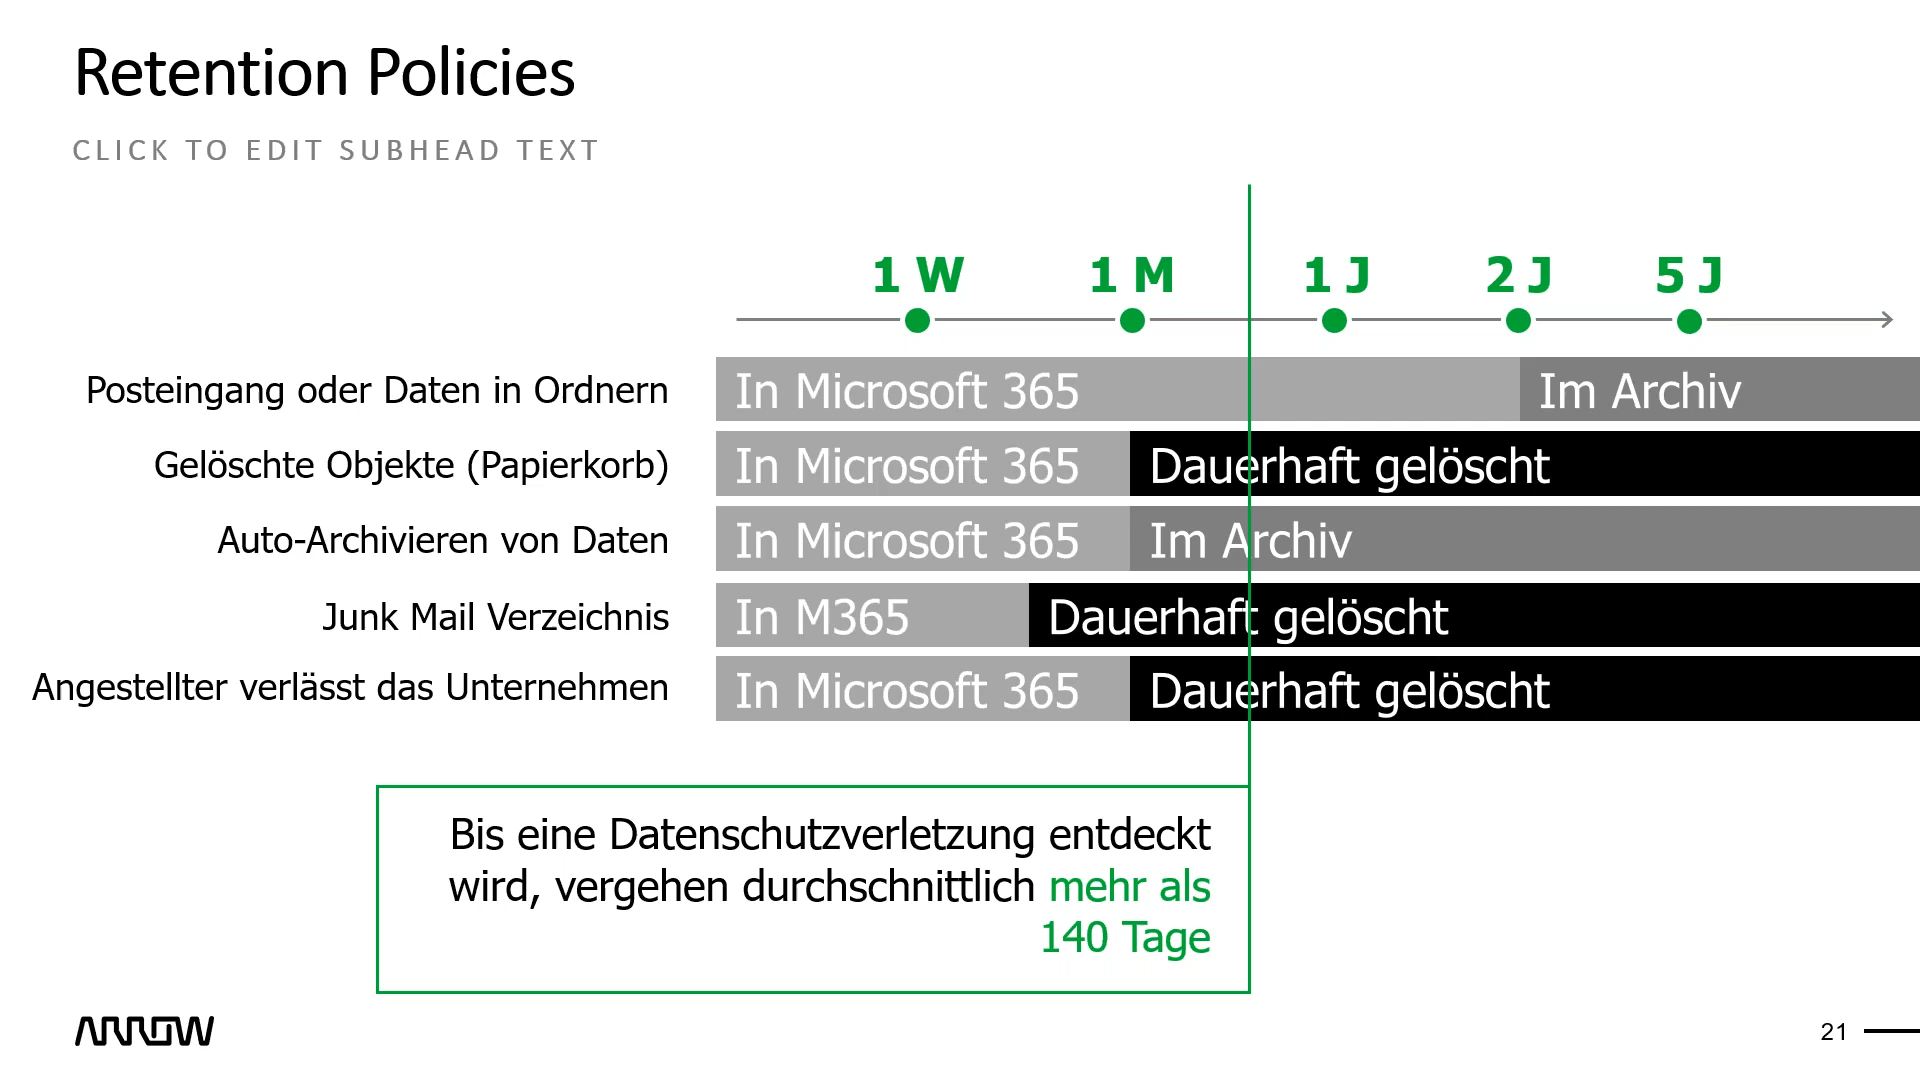 Retention Policies
CLICK TO EDIT SUBHEAD TEXT
1 W 1 M 1 J 2 J 5 J
Posteingang oder Daten in Ordnern In Microsoft 365 Im Archiv
Gelöschte Objekte (Papierkorb) In Microsoft 365 Dauerhaft gelöscht
Auto-Archivieren von Daten In Microsoft 365 Im Archiv
Junk Mail Verzeichnis In M365 Dauerhaft gelöscht
Angestellter verlässt das Unternehmen In Microsoft 365 Dauerhaft gelöscht
Bis eine Datenschutzverletzung entdeckt
wird, vergehen durchschnittlich mehr als
140 Tage
ARROW
21